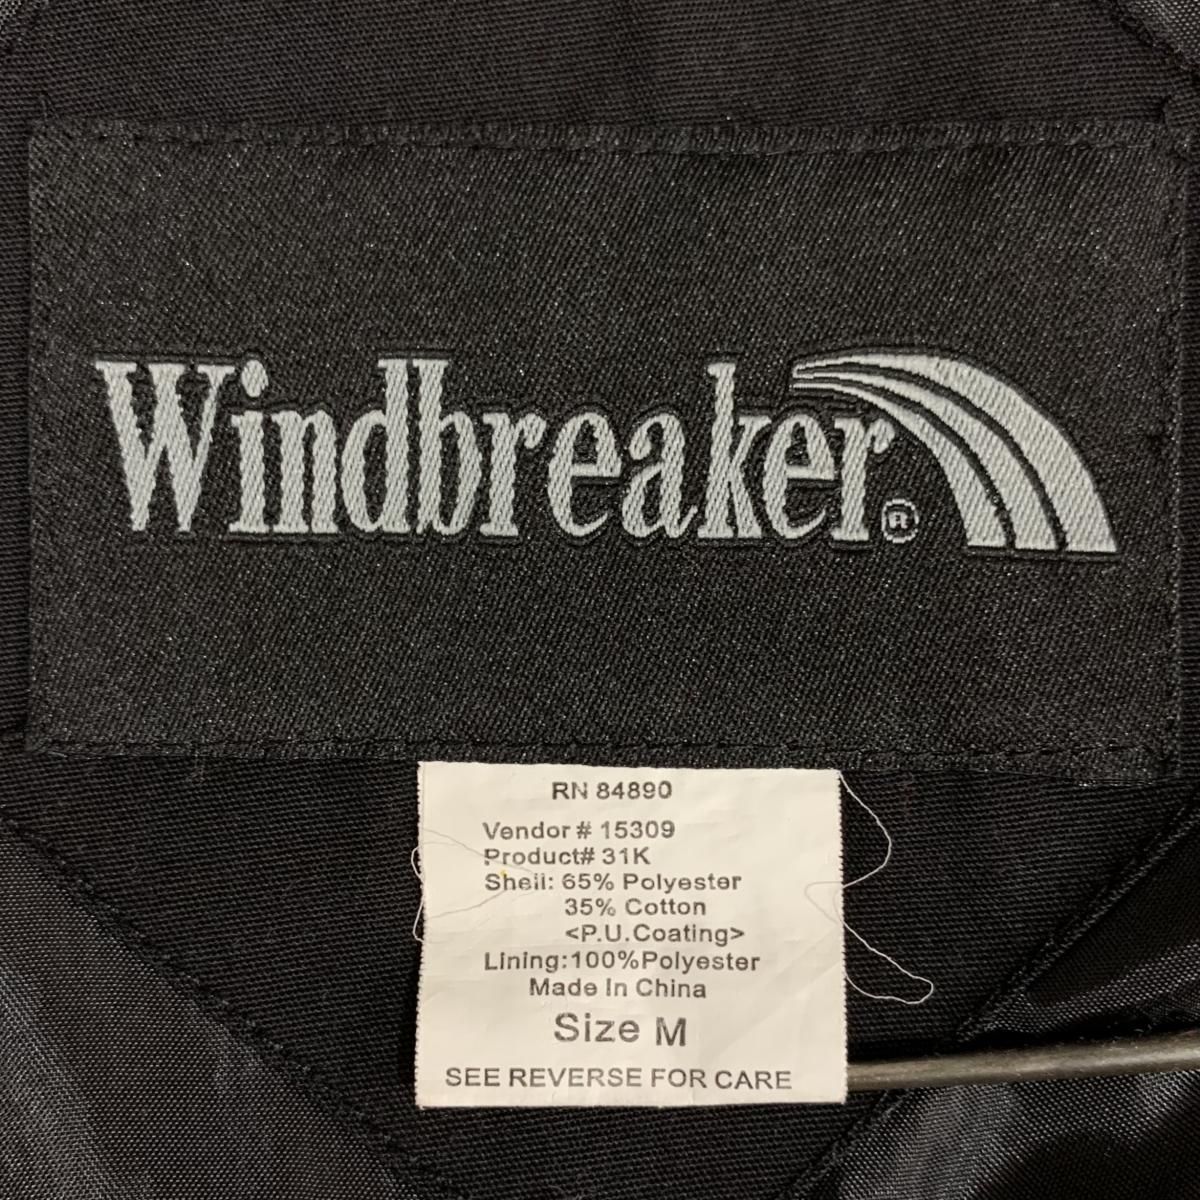 Windbreaker®
RN 84890
Vendor # 15309
Product# 31K
Shell: 65% Polyester
35% Cotton
<P.U.Coating>
Lining:100%Polyester
Made In China
Size M
SEE REVERSE FOR CARE